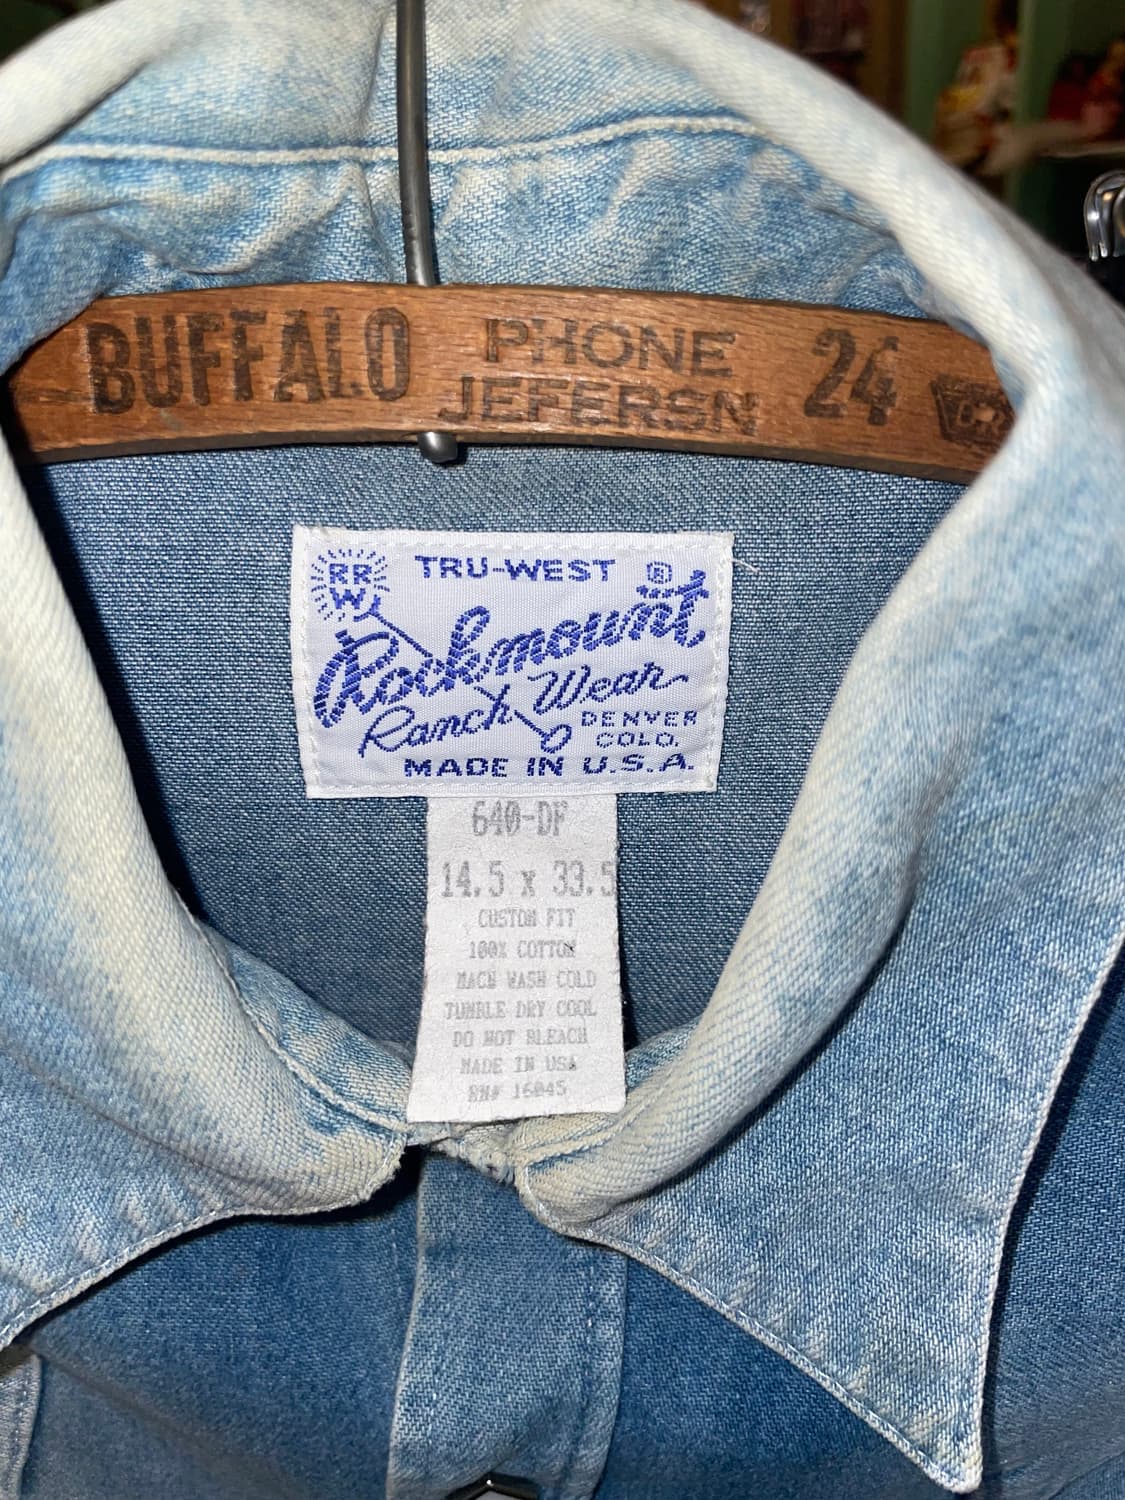 BUFFALO PHONE JEFERSN 24
RRW
TRU-WEST ®
Rockmount
Ranch Wear
DENVER
COLO.
MADE IN U.S.A.
640-DF
14.5 x 33.5
CUSTOM FIT
100% COTTON
MACH WASH COLD
TUMBLE DRY COOL
DO NOT BLEACH
MADE IN USA
RN# 16045